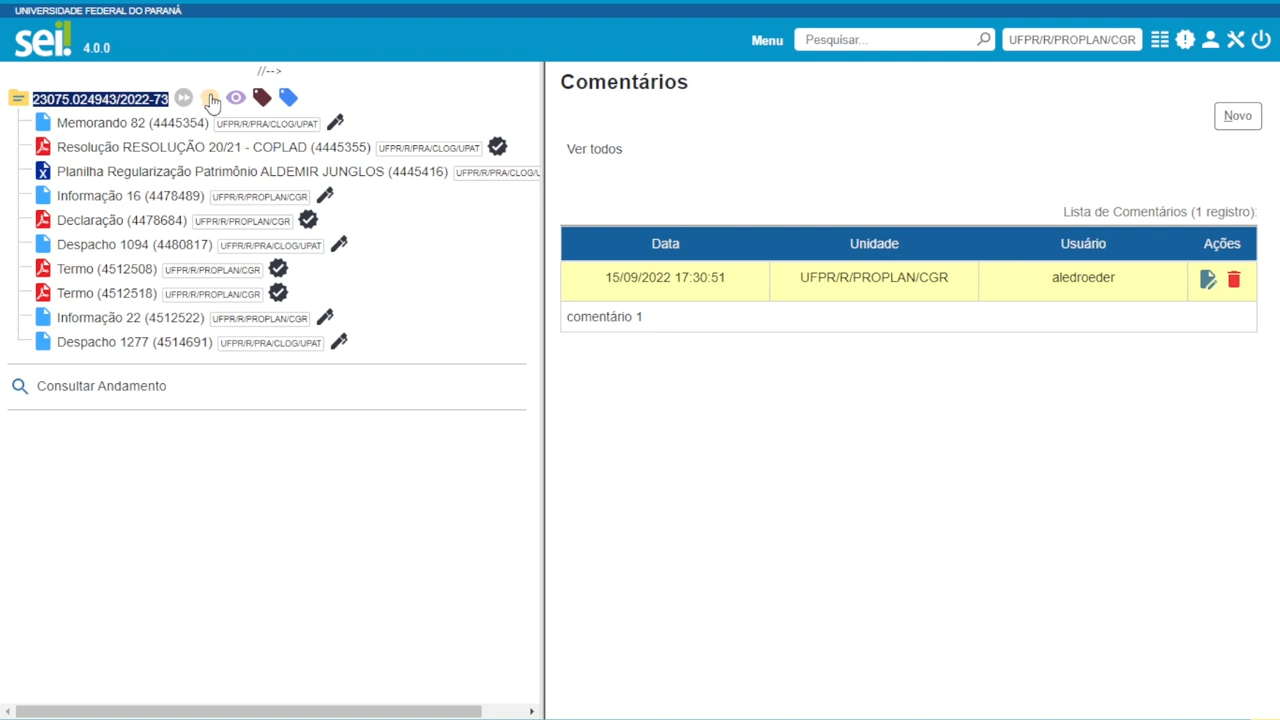 UNIVERSIDADE FEDERAL DO PARANÁ
sei! 4.0.0
Menu Pesquisar... UFPR/R/PROPLAN/CGR
//-->
23075.024943/2022-73
Memorando 82 (4445354) UFPR/R/PRA/CLOG/UPAT
Resolução RESOLUÇÃO 20/21 - COPLAD (4445355) UFPR/R/PRA/CLOG/UPAT
Planilha Regularização Patrimônio ALDEMIR JUNGLOS (4445416) UFPR/R/PRA/CLOG/U
Informação 16 (4478489) UFPR/R/PROPLAN/CGR
Declaração (4478684) UFPR/R/PROPLAN/CGR
Despacho 1094 (4480817) UFPR/R/PRA/CLOG/UPAT
Termo (4512508) UFPR/R/PROPLAN/CGR
Termo (4512518) UFPR/R/PROPLAN/CGR
Informação 22 (4512522) UFPR/R/PROPLAN/CGR
Despacho 1277 (4514691) UFPR/R/PRA/CLOG/UPAT
Consultar Andamento
Comentários
Novo
Ver todos
Lista de Comentários (1 registro):
Data Unidade Usuário Ações
15/09/2022 17:30:51 UFPR/R/PROPLAN/CGR aledroeder
comentário 1